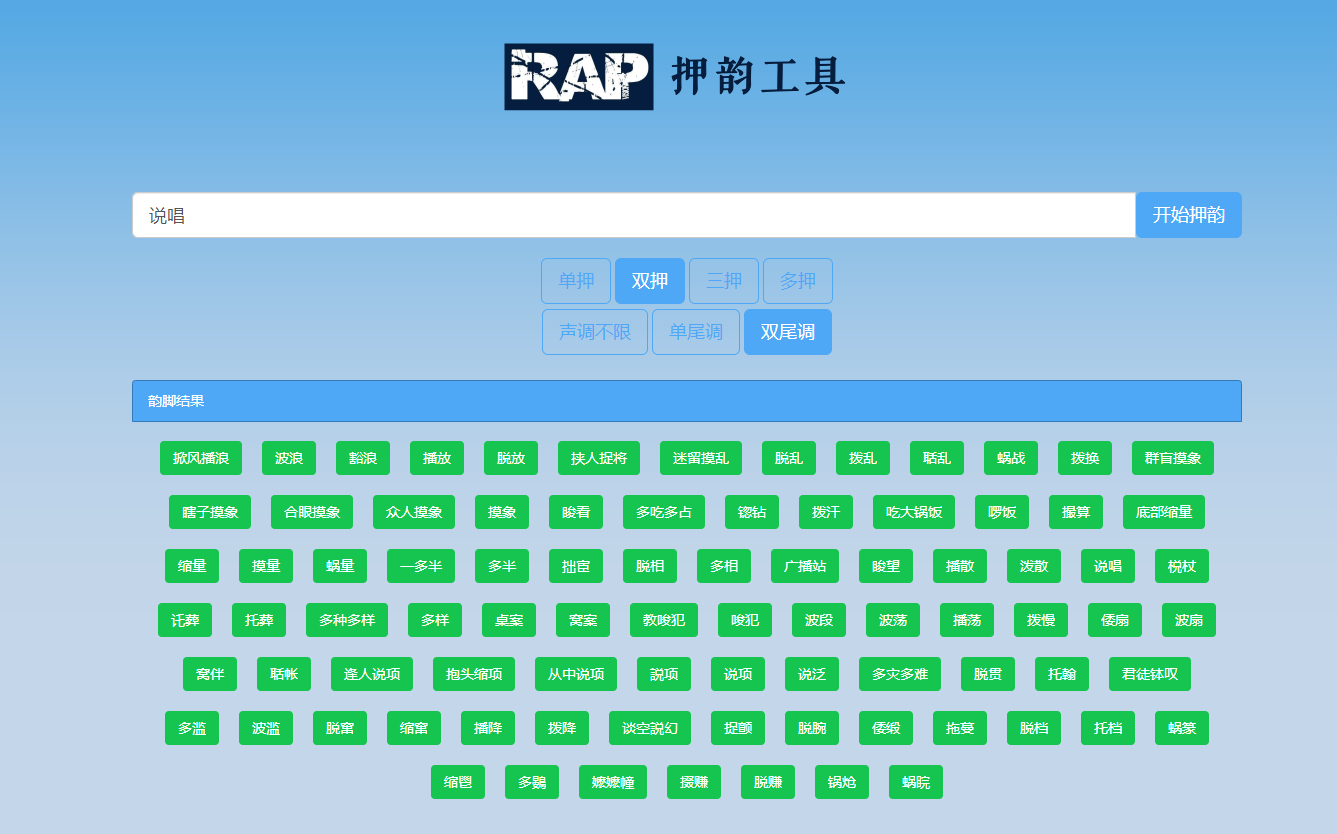 RAP 押韵工具
说唱 开始押韵
单押 双押 三押 多押
声调不限 单尾调 双尾调
韵脚结果
掀风播浪 波浪 豁浪 播放 脱放 挟人捉将 迷留摸乱 脱乱 拨乱 聒乱 蜗战 拨换 群盲摸象
瞎子摸象 合眼摸象 众人摸象 摸象 睃看 多吃多占 锪钻 拨汗 吃大锅饭 啰饭 撮算 底部缩量
缩量 摸量 蜗量 一多半 多半 拙宦 脱相 多相 广播站 睃望 播散 泼散 说唱 棁杖
讬葬 托葬 多种多样 多样 桌案 窝案 教唆犯 唆犯 波段 波荡 播荡 拨慢 倭扇 波扇
窝伴 聒帐 逢人说项 抱头缩项 从中说项 説项 说项 说泛 多灾多难 脱贯 托翰 君徒钵叹
多滥 波滥 脱窜 缩窜 播降 拨降 谈空説幻 捉颤 脱腕 倭缎 拖蔓 脱档 托档 蜗篆
缩鬯 多鷃 嬷嬷幢 掇赚 脱赚 锅炝 蜗睆